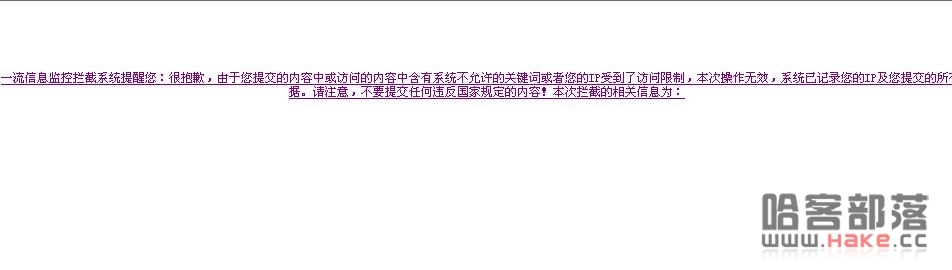 一流信息监控拦截系统提醒您：很抱歉，由于您提交的内容中或访问的内容中含有系统不允许的关键词或者您的IP受到了访问限制，本次操作无效，系统已记录您的IP及您提交的所
据。请注意，不要提交任何违反国家规定的内容！本次拦截的相关信息为：
哈客部落
www.Hake.cc